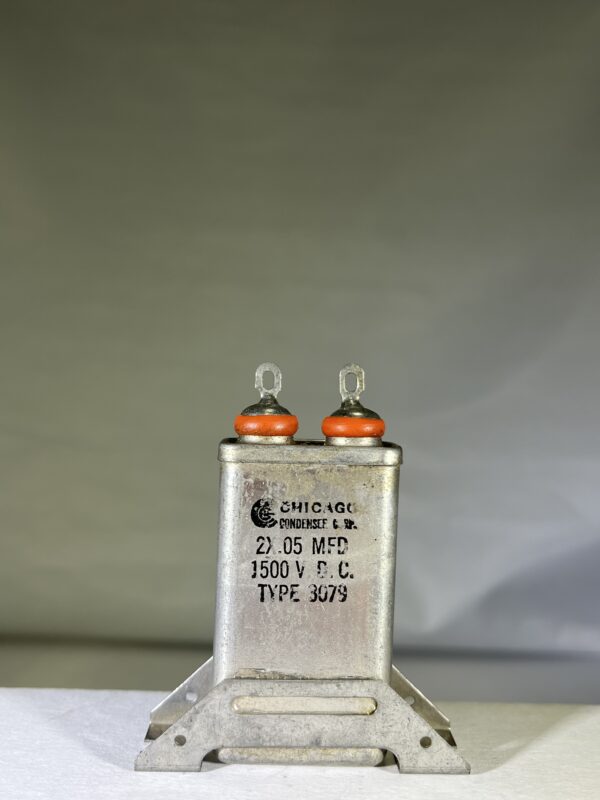 CHICAGO
CONDENSER CORP.
2X.05 MFD
1500 V. D. C.
TYPE 3079